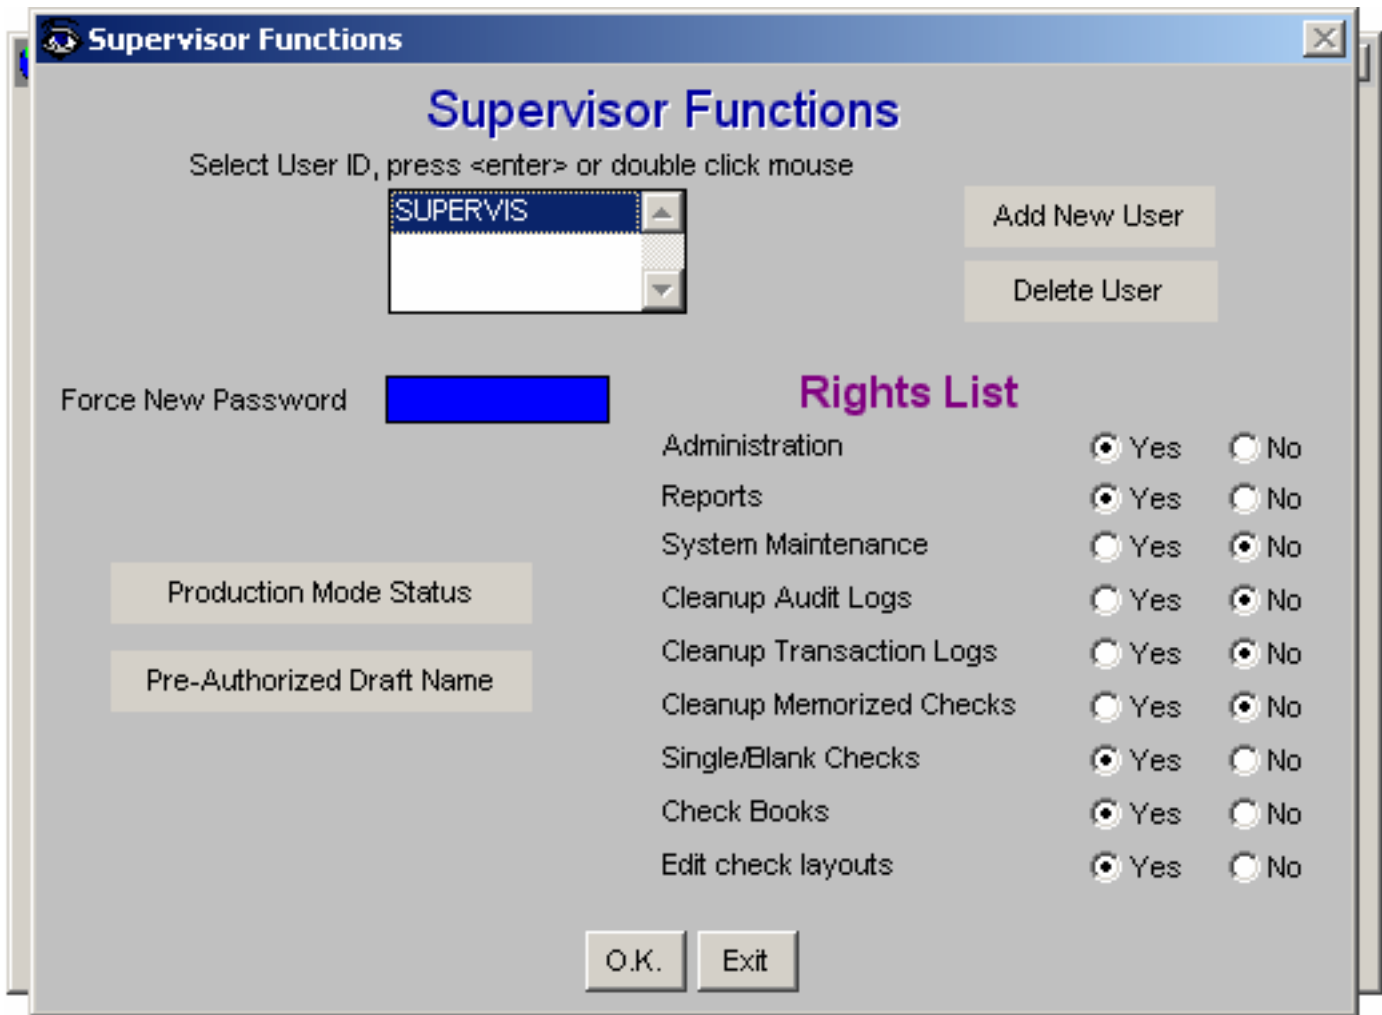 Supervisor Functions
Supervisor Functions
Select User ID, press <enter> or double click mouse
SUPERVIS
Add New User
Delete User
Force New Password
Rights List
Administration Yes No
Reports Yes No
System Maintenance Yes No
Production Mode Status
Cleanup Audit Logs Yes No
Cleanup Transaction Logs Yes No
Pre-Authorized Draft Name
Cleanup Memorized Checks Yes No
Single/Blank Checks Yes No
Check Books Yes No
Edit check layouts Yes No
O.K. Exit